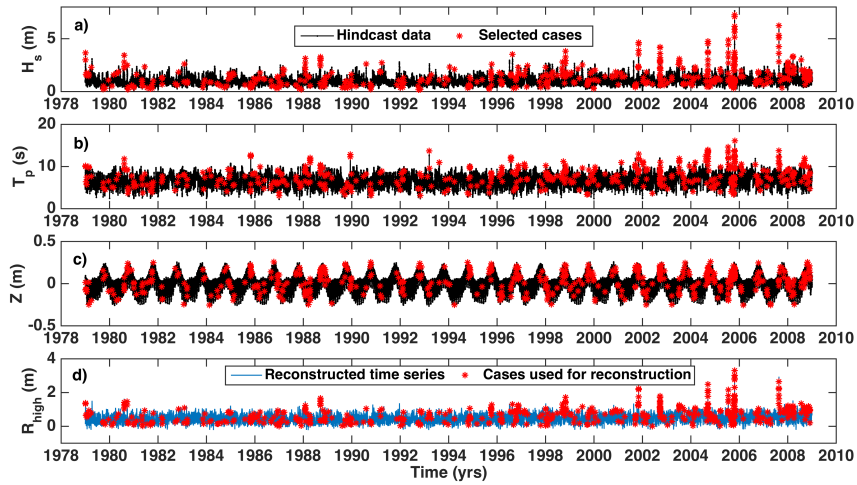 a)
Hindcast data
Selected cases
H_s (m)
5
0
1978 1980 1982 1984 1986 1988 1990 1992 1994 1996 1998 2000 2002 2004 2006 2008 2010
b)
T_p (s)
20
10
0
1978 1980 1982 1984 1986 1988 1990 1992 1994 1996 1998 2000 2002 2004 2006 2008 2010
c)
Z (m)
0.5
0
-0.5
1978 1980 1982 1984 1986 1988 1990 1992 1994 1996 1998 2000 2002 2004 2006 2008 2010
d)
Reconstructed time series
Cases used for reconstruction
R_high (m)
4
2
0
1978 1980 1982 1984 1986 1988 1990 1992 1994 1996 1998 2000 2002 2004 2006 2008 2010
Time (yrs)